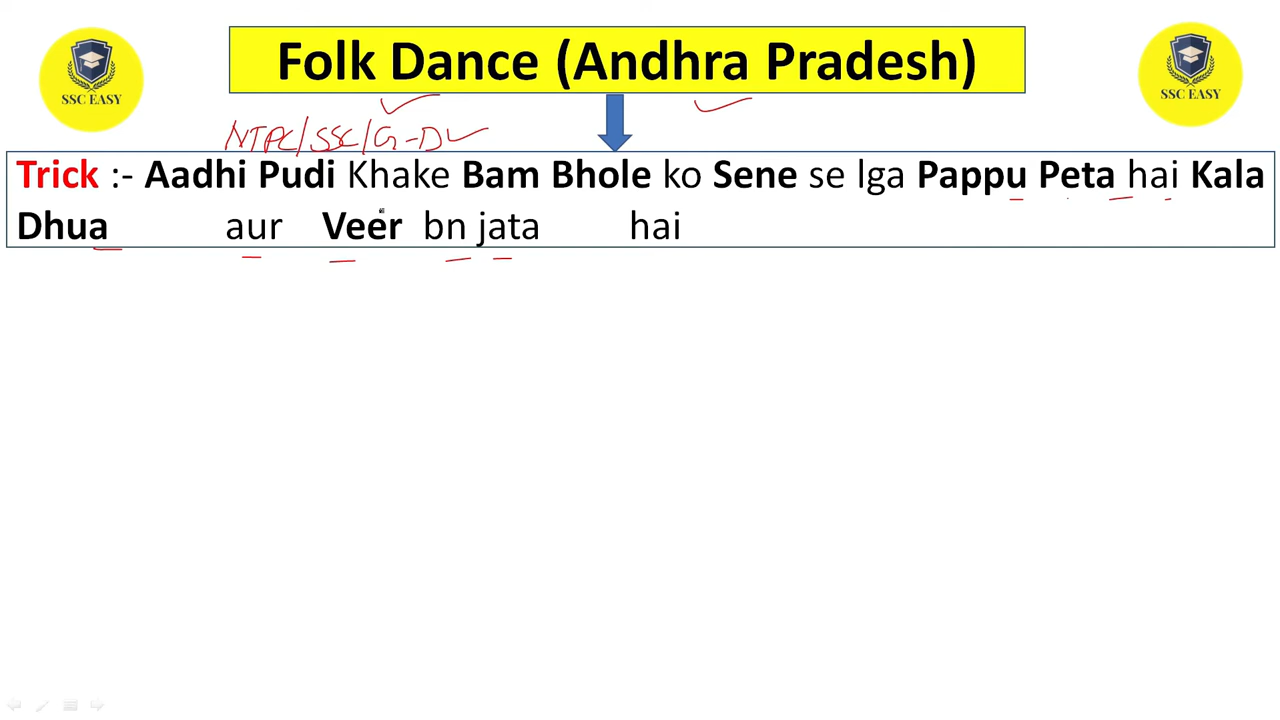 SSC EASY
Folk Dance (Andhra Pradesh)
SSC EASY
NTPC/SSC/G-D
Trick :- Aadhi Pudi Khake Bam Bhole ko Sene se lga Pappu Peta hai Kala
Dhua aur Veer bn jata hai